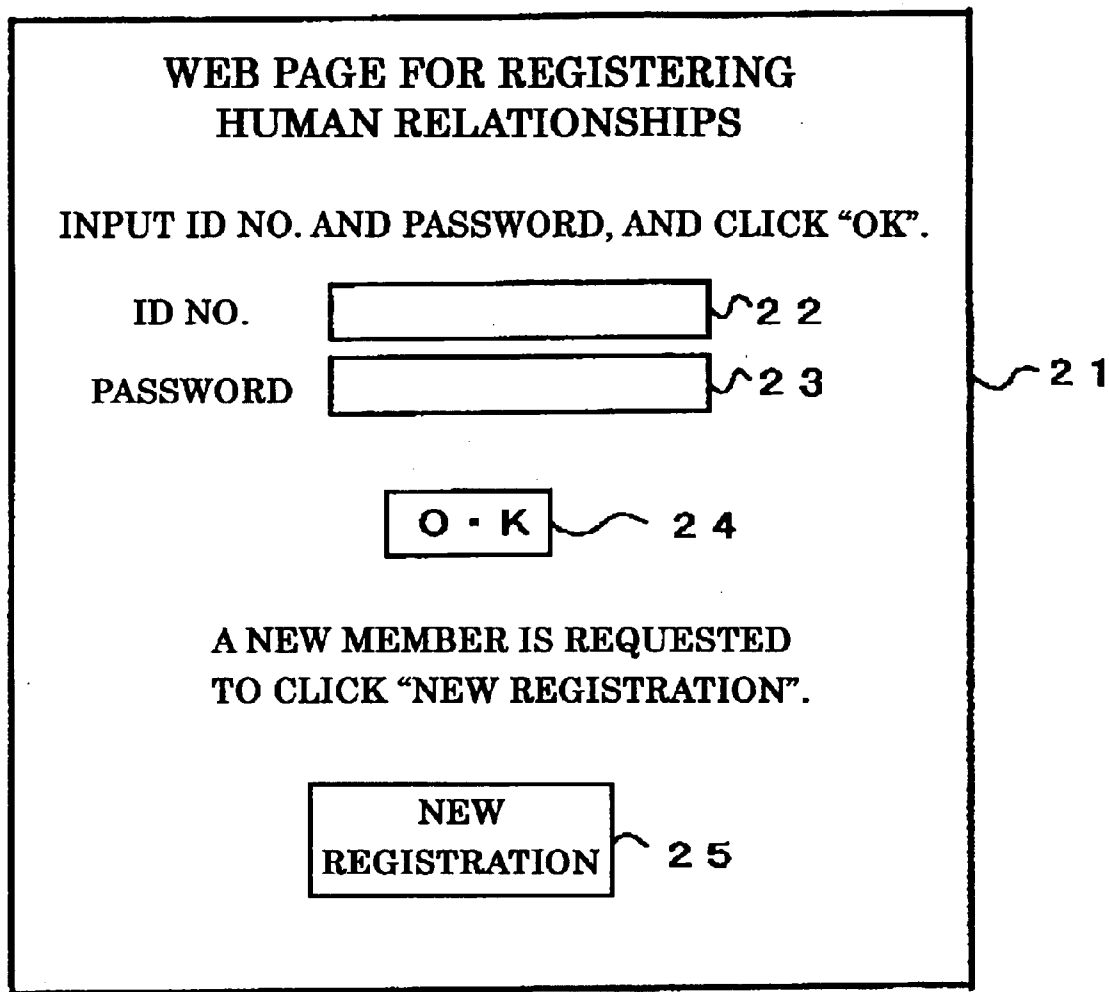 WEB PAGE FOR REGISTERING
HUMAN RELATIONSHIPS
INPUT ID NO. AND PASSWORD, AND CLICK “OK”.
ID NO. 22
PASSWORD 23
21
O · K 24
A NEW MEMBER IS REQUESTED
TO CLICK “NEW REGISTRATION”.
NEW
REGISTRATION 25